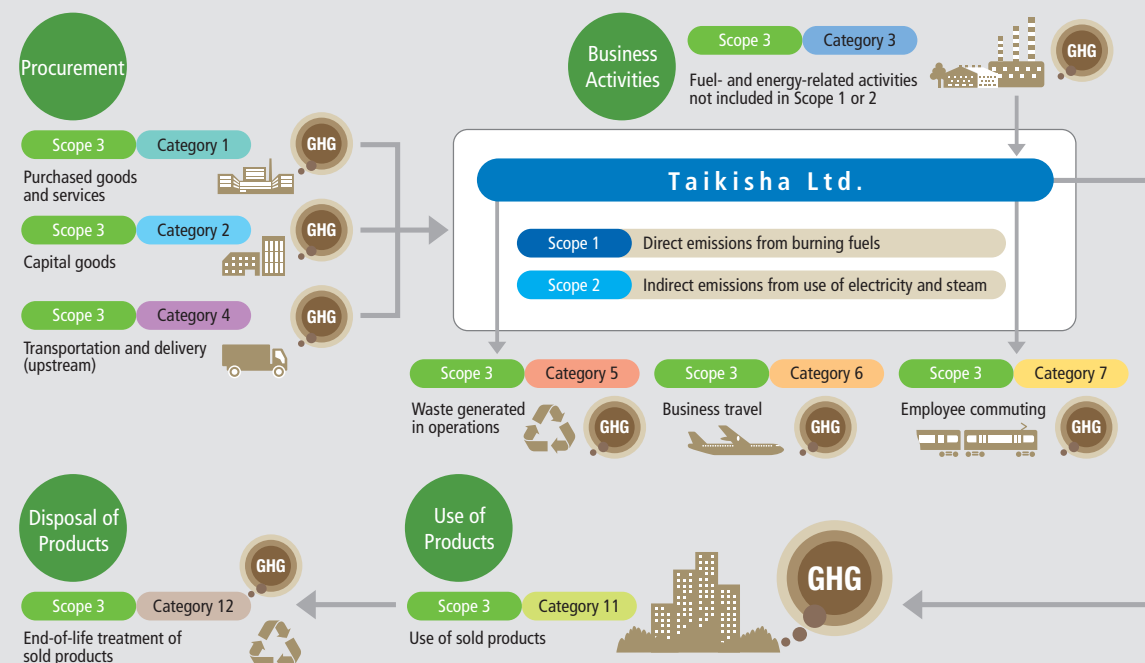 Procurement
Scope 3 Category 1
GHG
Purchased goods
and services
Scope 3 Category 2
GHG
Capital goods
Scope 3 Category 4
GHG
Transportation and delivery
(upstream)
Business
Activities
Scope 3 Category 3
GHG
Fuel- and energy-related activities
not included in Scope 1 or 2
Taikisha Ltd.
Scope 1 Direct emissions from burning fuels
Scope 2 Indirect emissions from use of electricity and steam
Scope 3 Category 5
Waste generated
in operations
GHG
Scope 3 Category 6
Business travel
GHG
Scope 3 Category 7
Employee commuting
GHG
Disposal of
Products
GHG
Scope 3 Category 12
End-of-life treatment of
sold products
Use of
Products
Scope 3 Category 11
Use of sold products
GHG